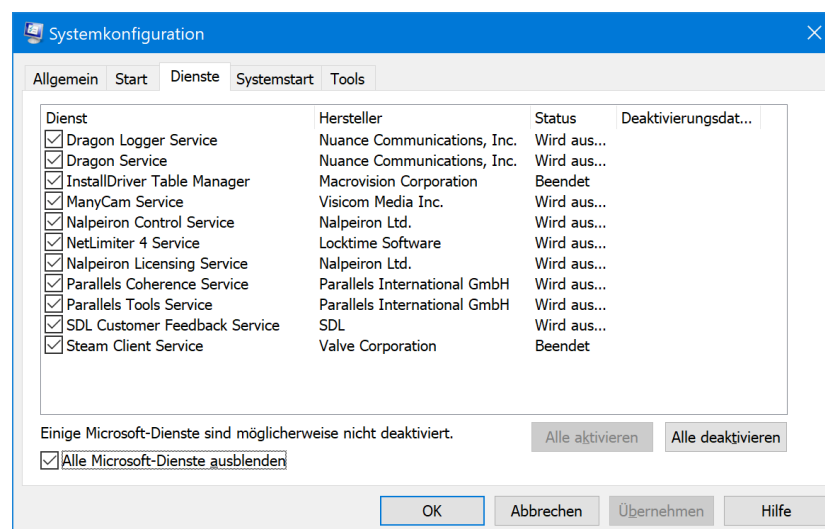 Systemkonfiguration
Allgemein Start Dienste Systemstart Tools
Dienst Hersteller Status Deaktivierungsdat...
Dragon Logger Service Nuance Communications, Inc. Wird aus...
Dragon Service Nuance Communications, Inc. Wird aus...
InstallDriver Table Manager Macrovision Corporation Beendet
ManyCam Service Visicom Media Inc. Wird aus...
Nalpeiron Control Service Nalpeiron Ltd. Wird aus...
NetLimiter 4 Service Locktime Software Wird aus...
Nalpeiron Licensing Service Nalpeiron Ltd. Wird aus...
Parallels Coherence Service Parallels International GmbH Wird aus...
Parallels Tools Service Parallels International GmbH Wird aus...
SDL Customer Feedback Service SDL Wird aus...
Steam Client Service Valve Corporation Beendet
Einige Microsoft-Dienste sind möglicherweise nicht deaktiviert. Alle aktivieren Alle deaktivieren
Alle Microsoft-Dienste ausblenden
OK Abbrechen Übernehmen Hilfe